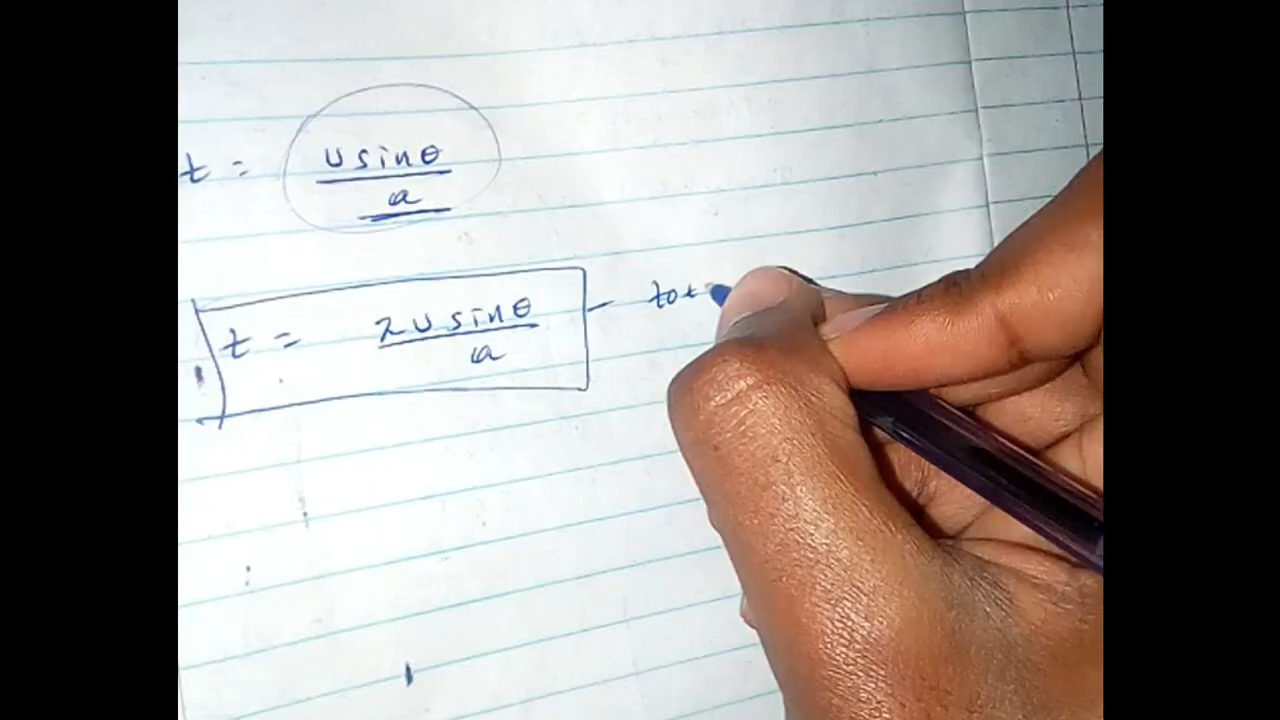 t = u sinθ / a
t = 2u sinθ / a – tot